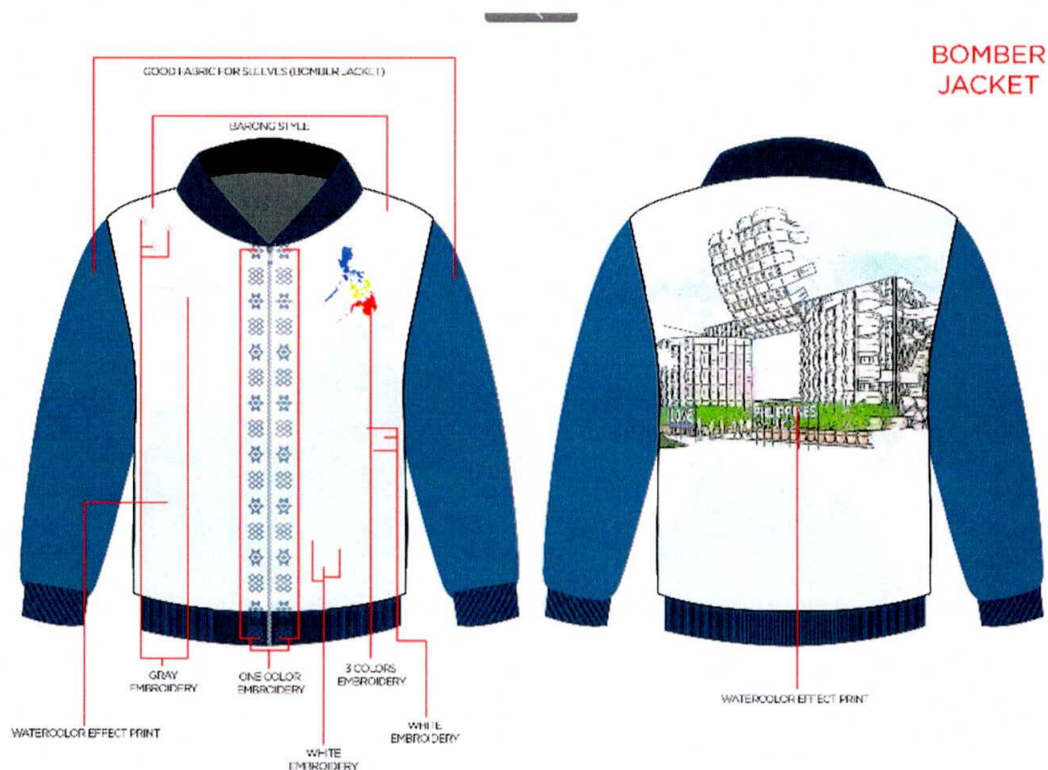 BOMBER
JACKET
GOOD FABRIC FOR SLEEVES (BOMBER JACKET)
BARONG STYLE
PHILIPPINES
GRAY
EMBROIDERY
ONE COLOR
EMBROIDERY
3 COLORS
EMBROIDERY
WATERCOLOR EFFECT PRINT
WHITE
EMBROIDERY
WHITE
EMBROIDERY
WATERCOLOR EFFECT PRINT